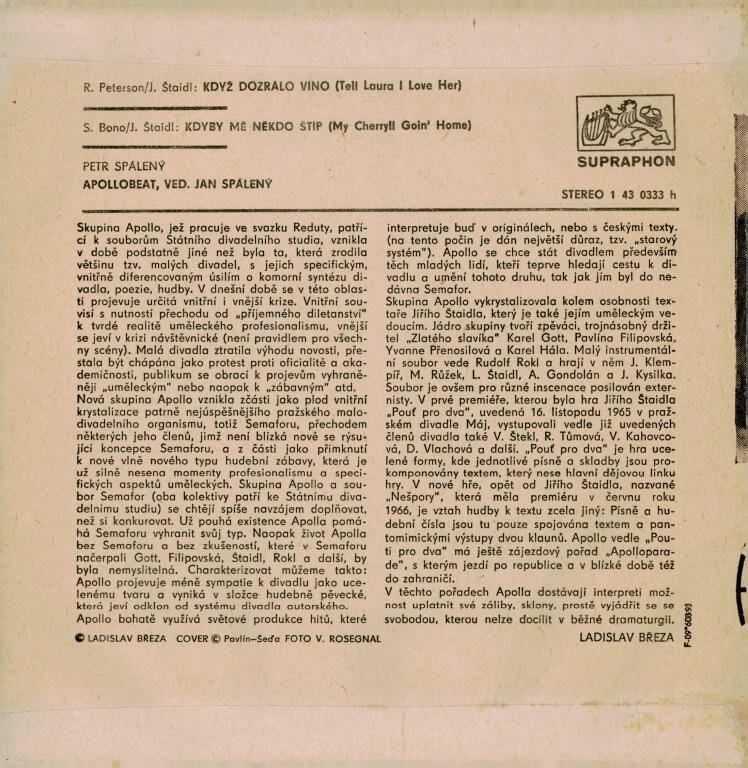 R. Peterson/J. Štaidl: KDYŽ DOZRÁLO VÍNO (Tell Laura I Love Her)
S. Bono/J. Štaidl: KDYBY MĚ NĚKDO ŠTÍP (My Cherryll Goin' Home)
SUPRAPHON
PETR SPÁLENÝ
APOLLOBEAT, VED. JAN SPÁLENÝ
STEREO 1 43 0333 h
Skupina Apollo, jež pracuje ve svazku Reduty, patří-
cí k souborům Státního divadelního studia, vznikla
v době podstatně jiné než byla ta, která zrodila
většinu tzv. malých divadel, s jejich specifickým,
vnitřně diferencovaným úsilím o komorní syntézu di-
vadla, poezie, hudby. V dnešní době se v této oblas-
ti projevuje určitá vnitřní i vnější krize. Vnitřní sou-
visí s nutností přechodu od „příjemného diletantství"
k tvrdé realitě uměleckého profesionalismu, vnější
se jeví v krizi návštěvnické (není pravidlem pro všech-
ny scény). Malá divadla ztratila výhodu novosti, pře-
stala být chápána jako protest proti oficialitě a aka-
demičnosti, publikum se obrací k projevům vyhraně-
něji „uměleckým" nebo naopak k „zábavným" atd.
Nová skupina Apollo vznikla zčásti jako plod vnitřní
krystalizace patrně nejúspěšnějšího pražského malo-
divadelního organismu, totiž Semaforu, přechodem
některých jeho členů, jimž není blízká nově se rýsu-
jící koncepce Semaforu, a z části jako přimknutí
k nové vlně nového typu hudební zábavy, která je
už silně nesena momenty profesionalismu a speci-
fických aspektů uměleckých. Skupina Apollo a sou-
bor Semafor (oba kolektivy patří ke Státnímu diva-
delnímu studiu) se chtějí spíše navzájem doplňovat,
než si konkurovat. Už pouhá existence Apolla pomá-
há Semaforu vyhranit svůj typ. Naopak život Apolla
bez Semaforu a bez zkušeností, které v Semaforu
načerpali Gott, Filipovská, Štaidl, Rokl a další, by
byla nemyslitelná. Charakterizovat můžeme takto:
Apollo projevuje méně sympatie k divadlu jako uce-
lenému tvaru a vyniká v složce hudebně pěvecké,
která jeví odklon od systému divadla autorského.
Apollo bohatě využívá světové produkce hitů, které
interpretuje buď v originálech, nebo s českými texty.
(na tento počin je dán největší důraz, tzv. „starový
systém"). Apollo se chce stát divadlem především
těch mladých lidí, kteří teprve hledají cestu k di-
vadlu a umění tohoto druhu, tak jak jím byl do ne-
dávna Semafor.
Skupina Apollo vykrystalizovala kolem osobnosti tex-
taře Jiřího Štaidla, který je také jejím uměleckým ve-
doucím. Jádro skupiny tvoří zpěváci, trojnásobný drži-
tel „Zlatého slavíka" Karel Gott, Pavlína Filipovská,
Yvonne Přenosilová a Karel Hála. Malý instrumentál-
ní soubor vede Rudolf Rokl a hrají v něm J. Klem-
píř, M. Růžek, L. Štaidl, A. Gondolán a J. Kysilka.
Soubor je ovšem pro různé inscenace posilován exter-
nisty. V prvé premiéře, kterou byla hra Jiřího Štaidla
„Pouť pro dva", uvedená 16. listopadu 1965 v praž-
ském divadle Máj, vystupovali vedle již uvedených
členů divadla také V. Štekl, R. Tůmová, V. Kahovco-
vá, D. Vlachová a další. „Pouť pro dva" je hra uce-
lené formy, kde jednotlivé písně a skladby jsou pro-
komponovány textem, který nese hlavní dějovou linku
hry. V nové hře, opět od Jiřího Štaidla, nazvané
„Nešpory", která měla premiéru v červnu roku
1966, je vztah hudby k textu zcela jiný: Písně a hu-
dební čísla jsou tu pouze spojována textem a pan-
tomimickými výstupy dvou klaunů. Apollo vedle „Pou-
ti pro dva" má ještě zájezdový pořad „Apollopara-
de", s kterým jezdí po republice a v blízké době též
do zahraničí.
V těchto pořadech Apolla dostávají interpreti mož-
nost uplatnit své záliby, sklony, prostě vyjádřit se se
svobodou, kterou nelze docílit v běžné dramaturgii.
© LADISLAV BŘEZA COVER © Pavlín-Šeďa FOTO V. ROSEGNAL
LADISLAV BŘEZA